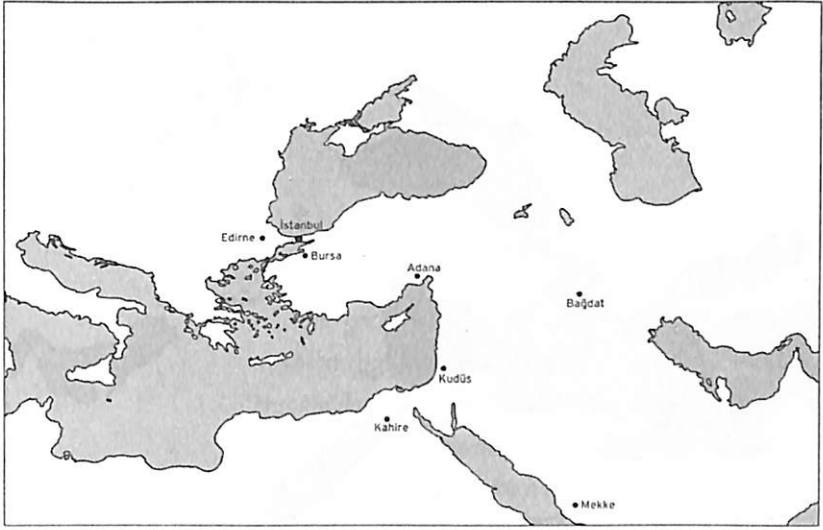 İstanbul
Edirne
Bursa
Adana
Bağdat
Kudüs
Kahire
Mekke